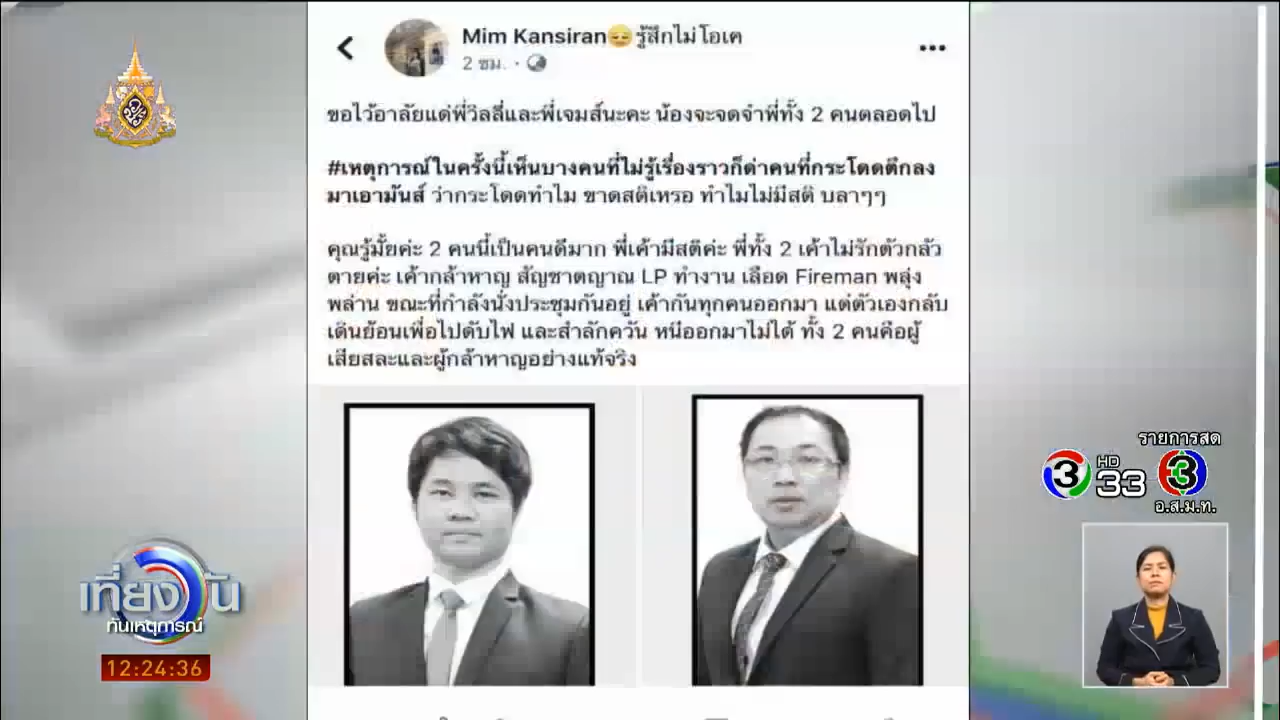 Mim Kansiran😔รู้สึกไม่โอเค
2 ชม. ·
ขอไว้อาลัยแด่พี่วิลลี่และพี่เจมส์นะคะ น้องจะจดจำพี่ทั้ง 2 คนตลอดไป
#เหตุการณ์ในครั้งนี้เห็นบางคนที่ไม่รู้เรื่องราวก็ด่าคนที่กระโดดตึกลง
มาเอามันส์ ว่ากระโดดทำไม ขาดสติเหรอ ทำไมไม่มีสติ บลาๆๆ
คุณรู้มั้ยค่ะ 2 คนนี้เป็นคนดีมาก พี่เค้ามีสติค่ะ พี่ทั้ง 2 เค้าไม่รักตัวกลัว
ตายค่ะ เค้ากล้าหาญ สัญชาตญาณ LP ทำงาน เลือด Fireman พลุ่ง
พล่าน ขณะที่กำลังนั่งประชุมกันอยู่ เค้ากันทุกคนออกมา แต่ตัวเองกลับ
เดินย้อนเพื่อไปดับไฟ และสำลักควัน หนีออกมาไม่ได้ ทั้ง 2 คนคือผู้
เสียสละและผู้กล้าหาญอย่างแท้จริง
รายการสด
3 HD 33 3
อ.ส.ม.ท.
เที่ยงวัน
ทันเหตุการณ์
12:24:36